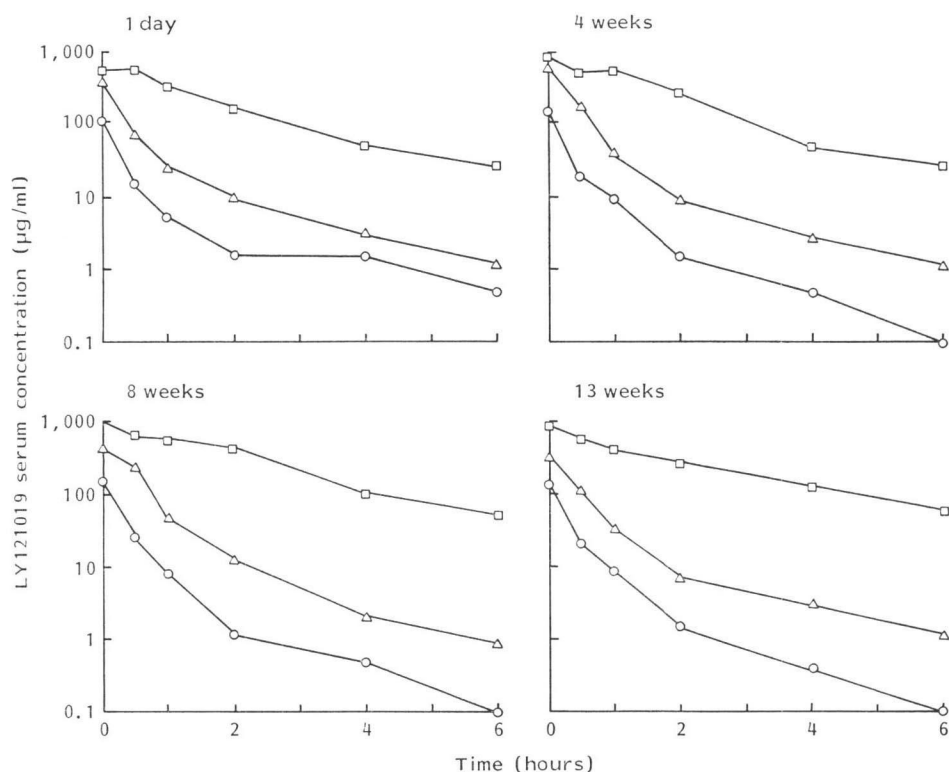 1 day
4 weeks
1,000
100
10
1
0.1
8 weeks
13 weeks
1,000
100
10
1
0.1
0 2 4 6
0 2 4 6
LY121019 serum concentration (µg/ml)
Time (hours)